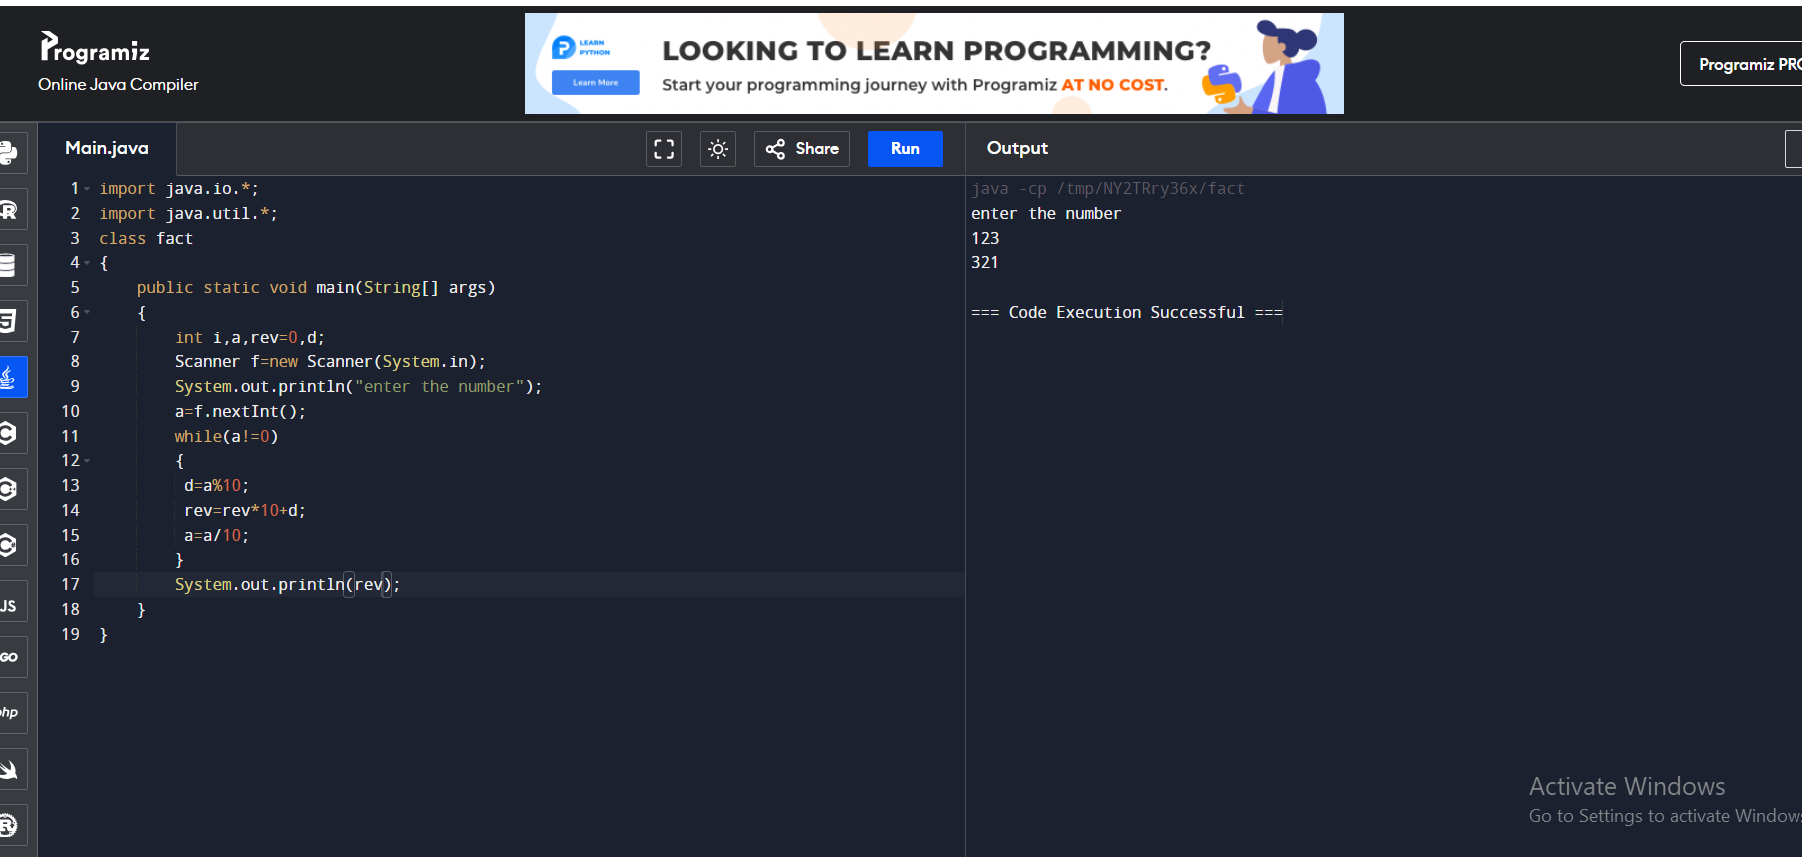 Programiz
Online Java Compiler
LEARN
PYTHON
Learn More
LOOKING TO LEARN PROGRAMMING?
Start your programming journey with Programiz AT NO COST.
Programiz PRO
Main.java
Share
Run
Output
1 import java.io.*;
2 import java.util.*;
3 class fact
4 {
5 public static void main(String[] args)
6 {
7 int i,a,rev=0,d;
8 Scanner f=new Scanner(System.in);
9 System.out.println("enter the number");
10 a=f.nextInt();
11 while(a!=0)
12 {
13 d=a%10;
14 rev=rev*10+d;
15 a=a/10;
16 }
17 System.out.println(rev);
18 }
19 }
java -cp /tmp/NY2TRry36x/fact
enter the number
123
321
=== Code Execution Successful ===
R
5
C
C
C
JS
GO
php
R
Activate Windows
Go to Settings to activate Windows